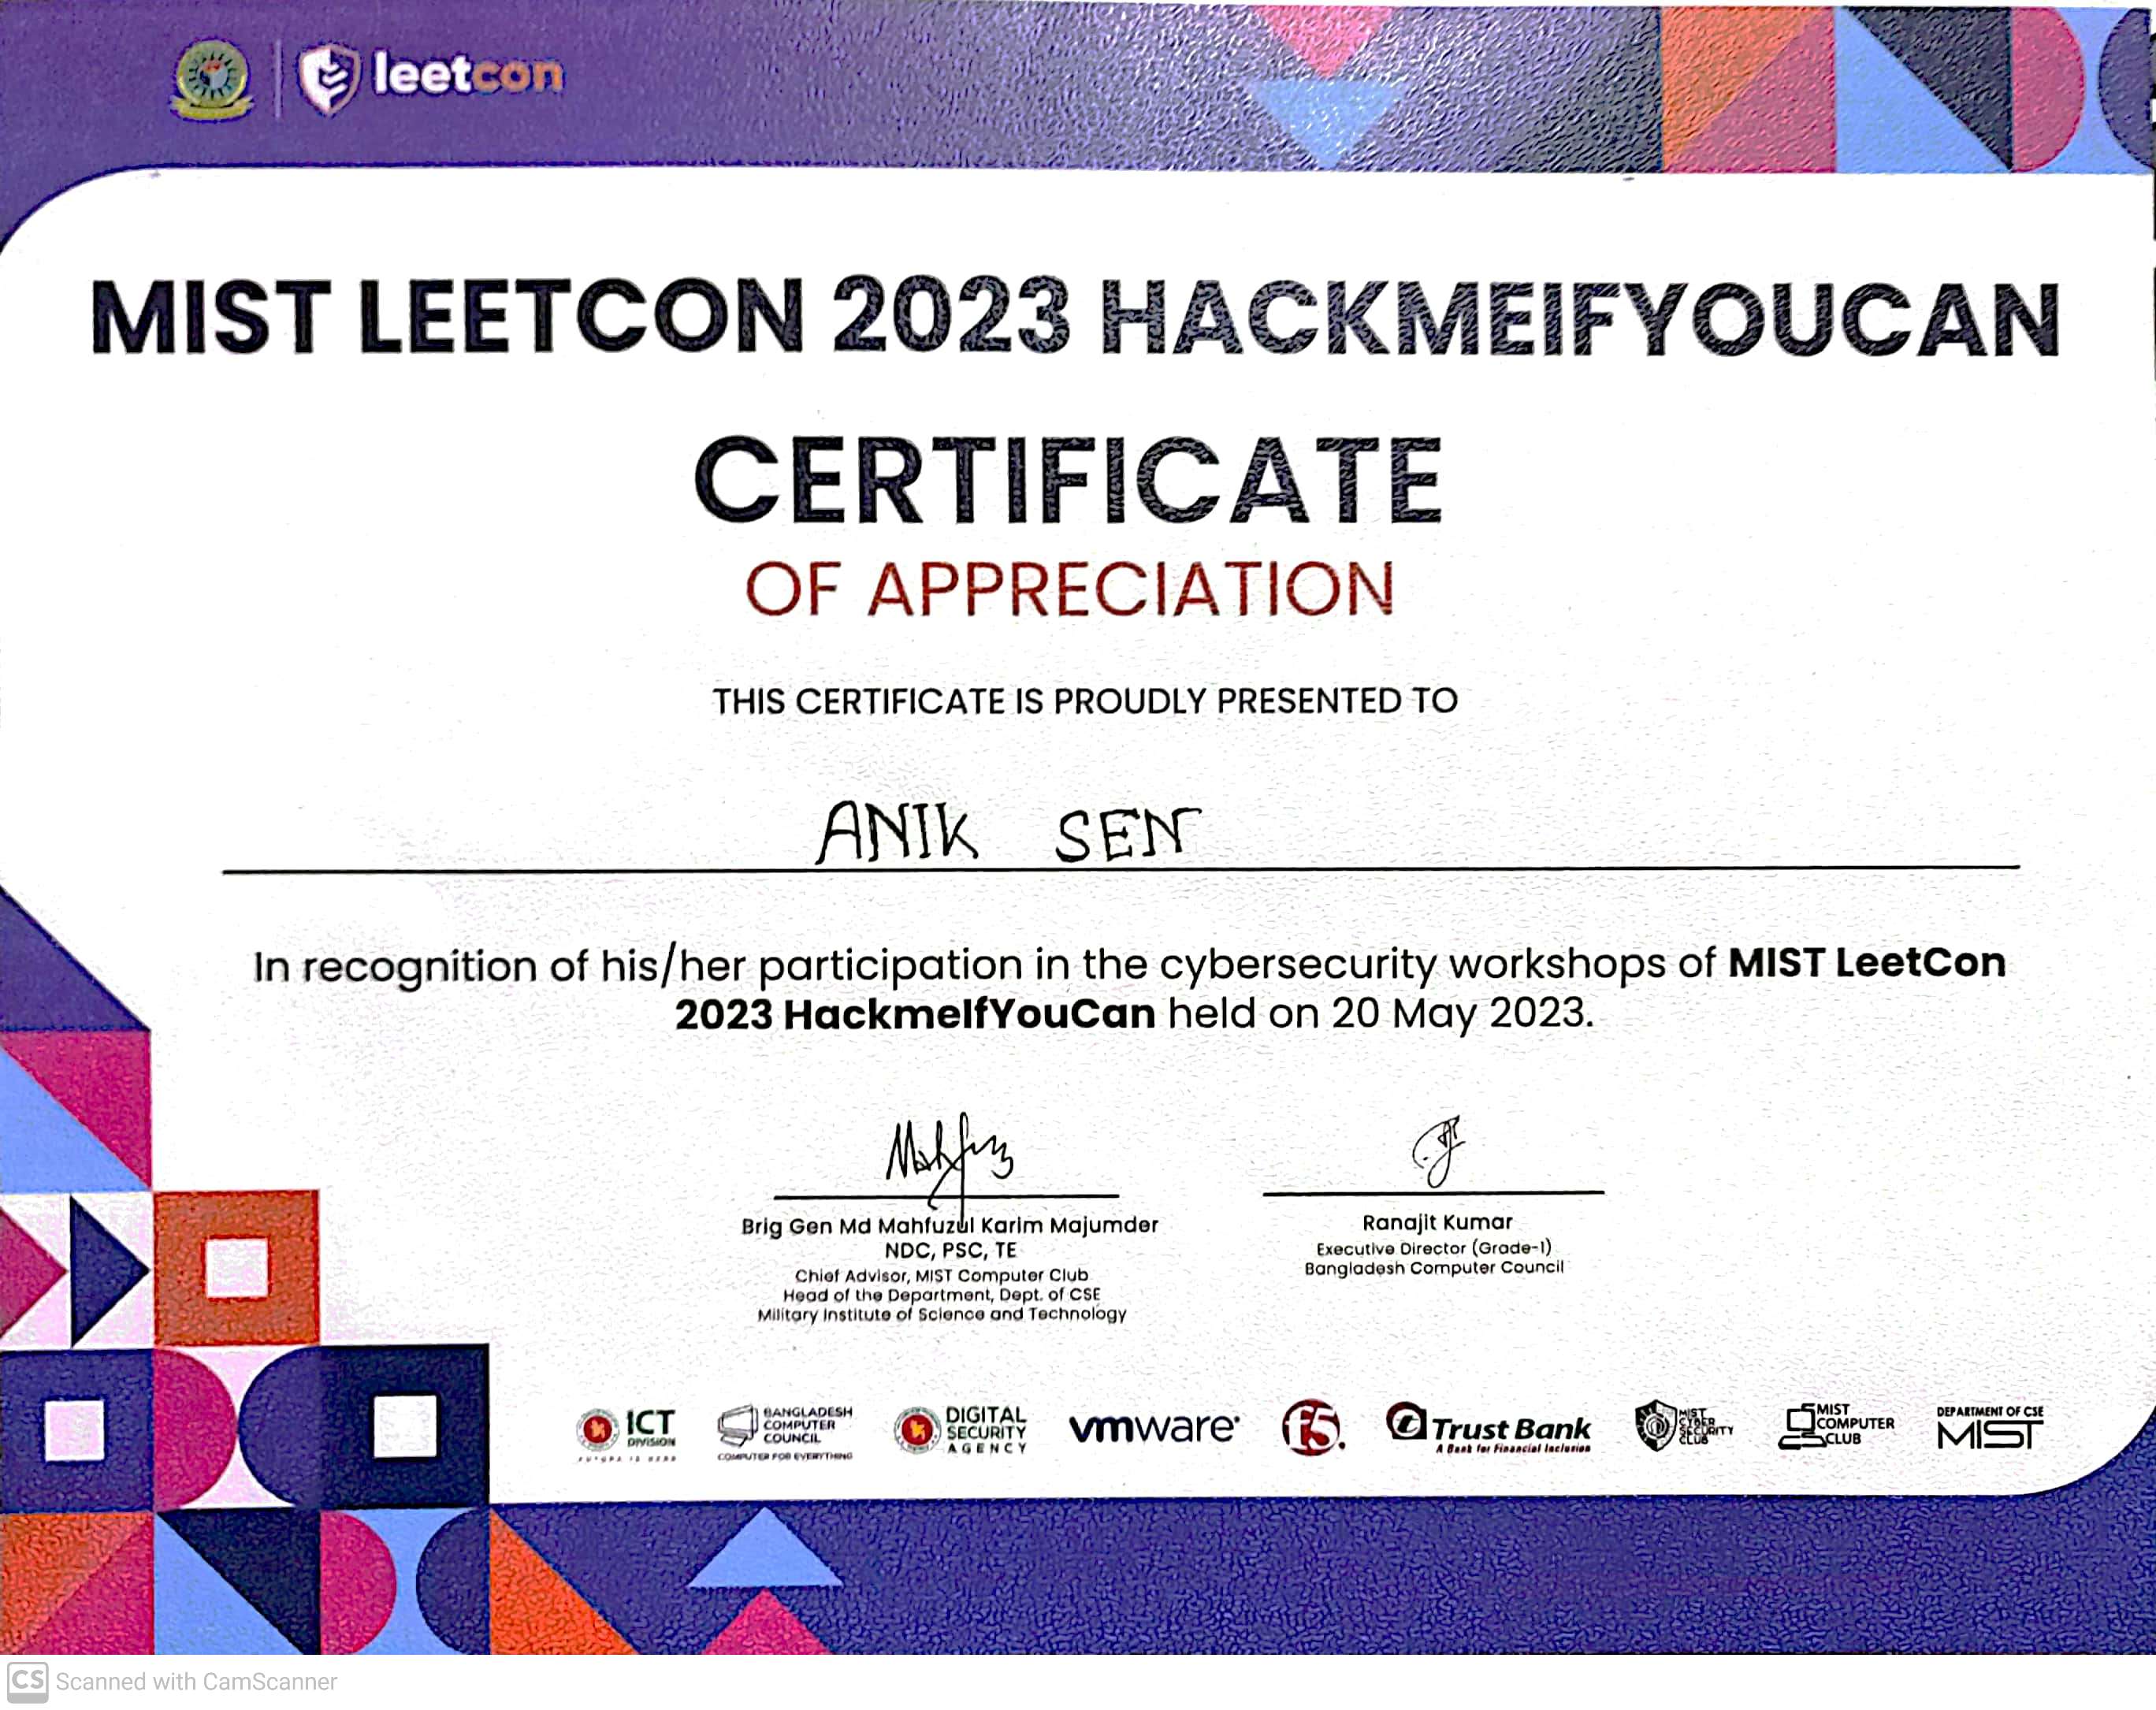 leetcon
MIST LEETCON 2023 HACKMEIFYOUCAN
CERTIFICATE
OF APPRECIATION
THIS CERTIFICATE IS PROUDLY PRESENTED TO
ANIK SEN
In recognition of his/her participation in the cybersecurity workshops of MIST LeetCon
2023 HackmeIfYouCan held on 20 May 2023.
Mahfuz
Brig Gen Md Mahfuzul Karim Majumder
NDC, PSC, TE
Chief Advisor, MIST Computer Club
Head of the Department, Dept. of CSE
Military Institute of Science and Technology
Ranajit Kumar
Executive Director (Grade-1)
Bangladesh Computer Council
ICT
DIVISION
FUTURE IS HERE
BANGLADESH
COMPUTER
COUNCIL
COMPUTER FOR EVERYTHING
DIGITAL
SECURITY
AGENCY
vmware
f5
Trust Bank
A Bank for Financial Inclusion
MIST
CYBER
SECURITY
CLUB
MIST
COMPUTER
CLUB
DEPARTMENT OF CSE
MIST
CS Scanned with CamScanner